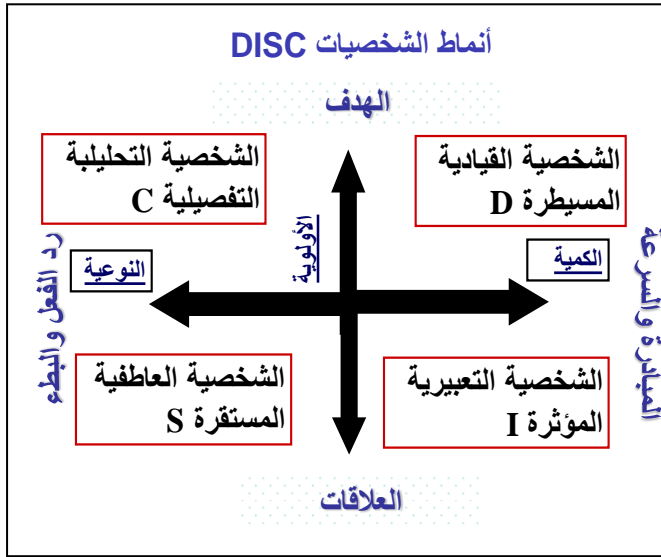 أنماط الشخصيات DISC
الهدف
الشخصية القيادية
المسيطرة D
الشخصية التحليلبة
التفصيلية C
الأولوية
المبادرة والسرعة
الكمية
النوعية
رد الفعل والبطء
الشخصية التعبيرية
المؤثرة I
الشخصية العاطفية
المستقرة S
العلاقات